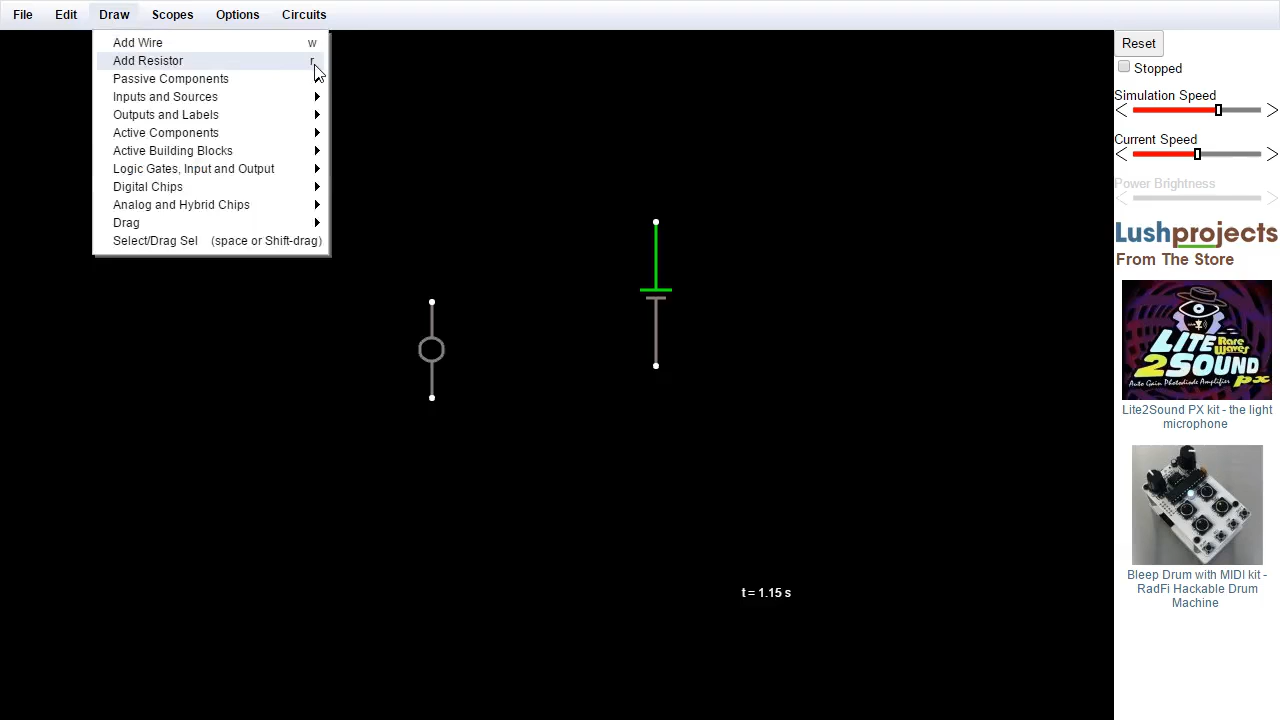 File Edit Draw Scopes Options Circuits
Add Wire w
Add Resistor r
Passive Components
Inputs and Sources
Outputs and Labels
Active Components
Active Building Blocks
Logic Gates, Input and Output
Digital Chips
Analog and Hybrid Chips
Drag
Select/Drag Sel (space or Shift-drag)
t = 1.15 s
Reset
Stopped
Simulation Speed
Current Speed
Power Brightness
Lushprojects
From The Store
LITE
Rare
Waves
2SOUND
px
Auto Gain Photodiode Amplifier
Lite2Sound PX kit - the light
microphone
Bleep Drum with MIDI kit -
RadFi Hackable Drum
Machine